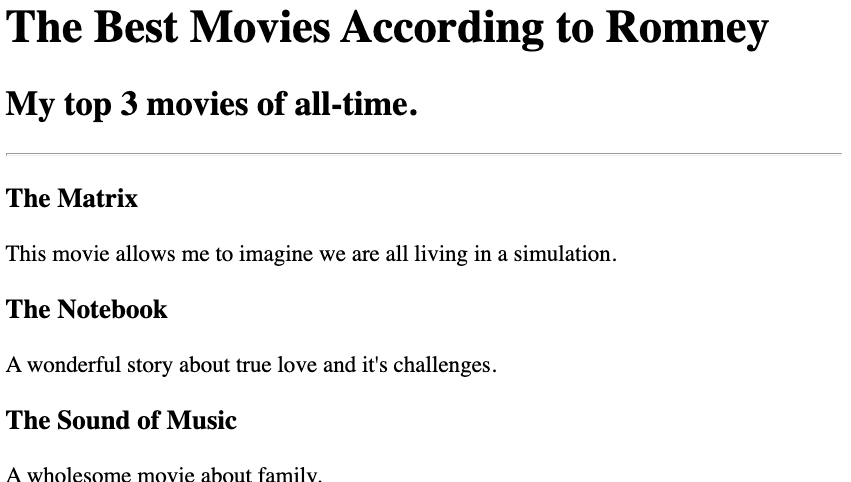 The Best Movies According to Romney
My top 3 movies of all-time.
The Matrix
This movie allows me to imagine we are all living in a simulation.
The Notebook
A wonderful story about true love and it's challenges.
The Sound of Music
A wholesome movie about family.